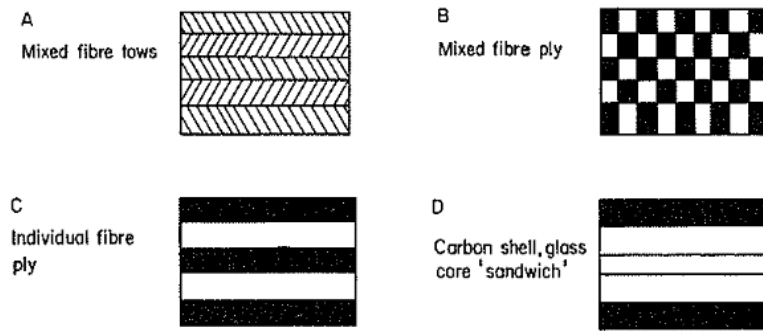 A
Mixed fibre tows
B
Mixed fibre ply
C
Individual fibre
ply
D
Carbon shell, glass
core 'sandwich'